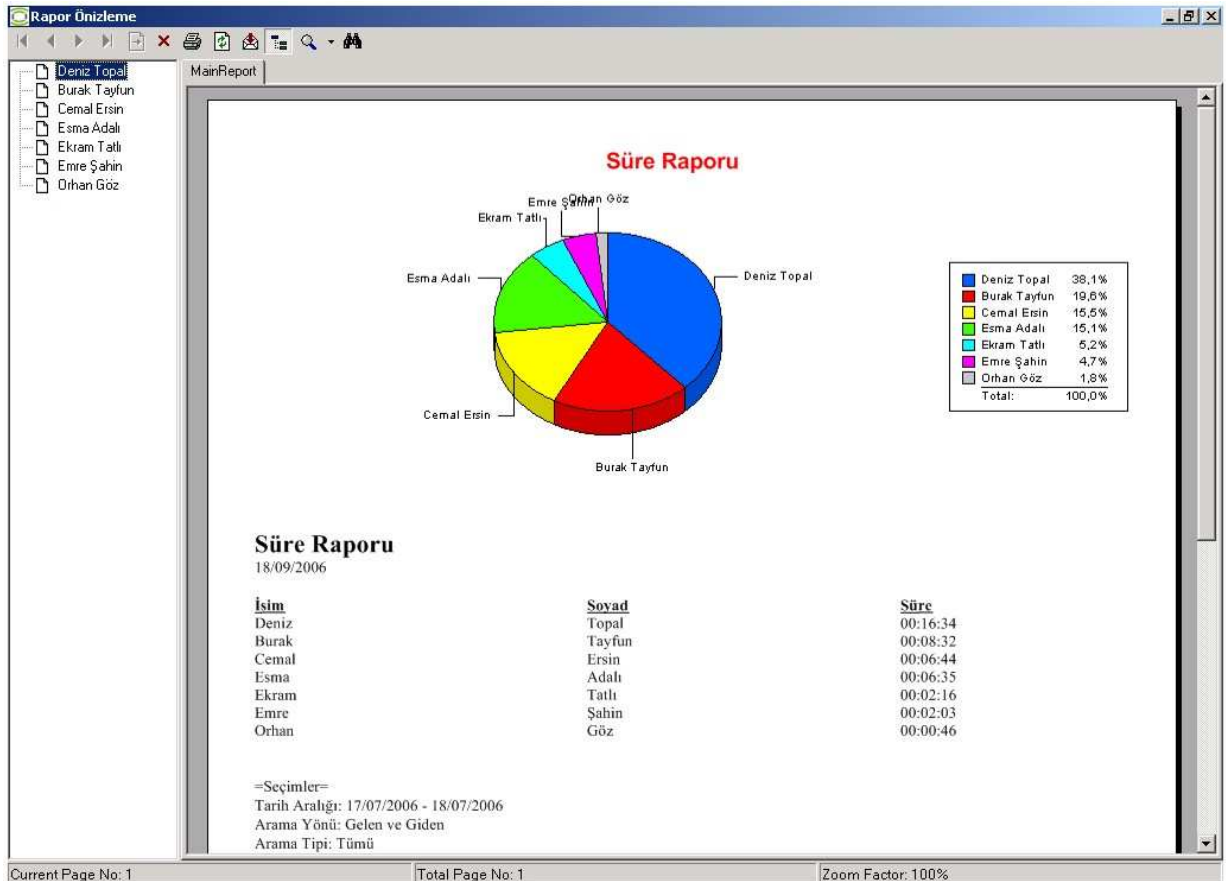 Rapor Önizleme
Deniz Topal
Burak Tayfun
Cemal Ersin
Esma Adalı
Ekram Tatlı
Emre Şahin
Orhan Göz
MainReport
Süre Raporu
Emre Şahin
Orhan Göz
Ekram Tatlı
Esma Adalı
Deniz Topal
Cemal Ersin
Burak Tayfun
Deniz Topal 38,1%
Burak Tayfun 19,6%
Cemal Ersin 15,5%
Esma Adalı 15,1%
Ekram Tatlı 5,2%
Emre Şahin 4,7%
Orhan Göz 1,8%
Total: 100,0%
Süre Raporu
18/09/2006
İsim Soyad Süre
Deniz Topal 00:16:34
Burak Tayfun 00:08:32
Cemal Ersin 00:06:44
Esma Adalı 00:06:35
Ekram Tatlı 00:02:16
Emre Şahin 00:02:03
Orhan Göz 00:00:46
=Seçimler=
Tarih Aralığı: 17/07/2006 - 18/07/2006
Arama Yönü: Gelen ve Giden
Arama Tipi: Tümü
Current Page No: 1
Total Page No: 1
Zoom Factor: 100%